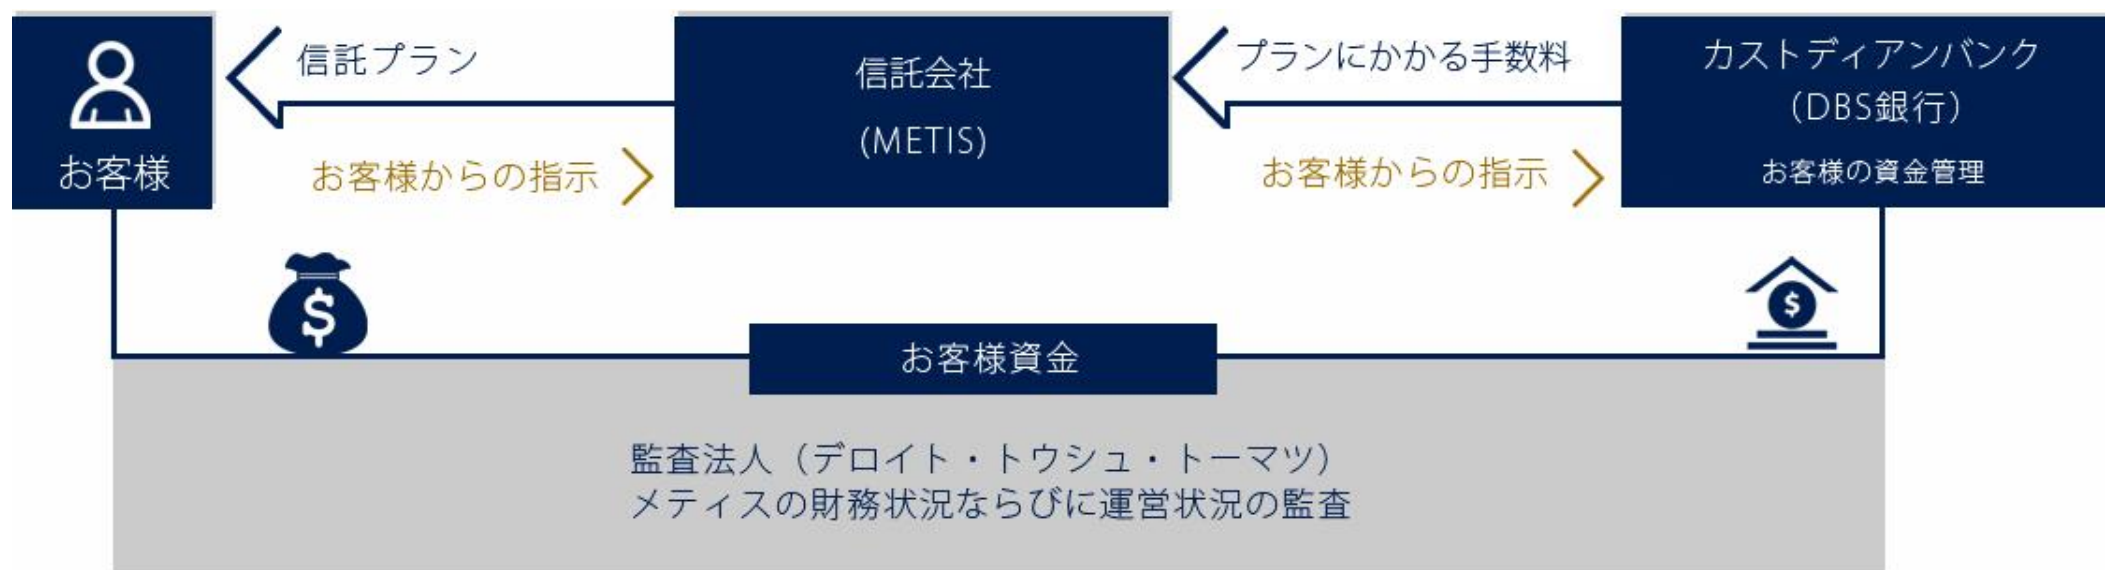 信託プラン
プランにかかる手数料
カストディアンバンク
信託会社
（DBS銀行）
(METIS)
お客様
お客様からの指示
お客様からの指示
お客様の資金管理
お客様資金
監査法人（デロイト・トウシュ・トーマツ）
メティスの財務状況ならびに運営状況の監査